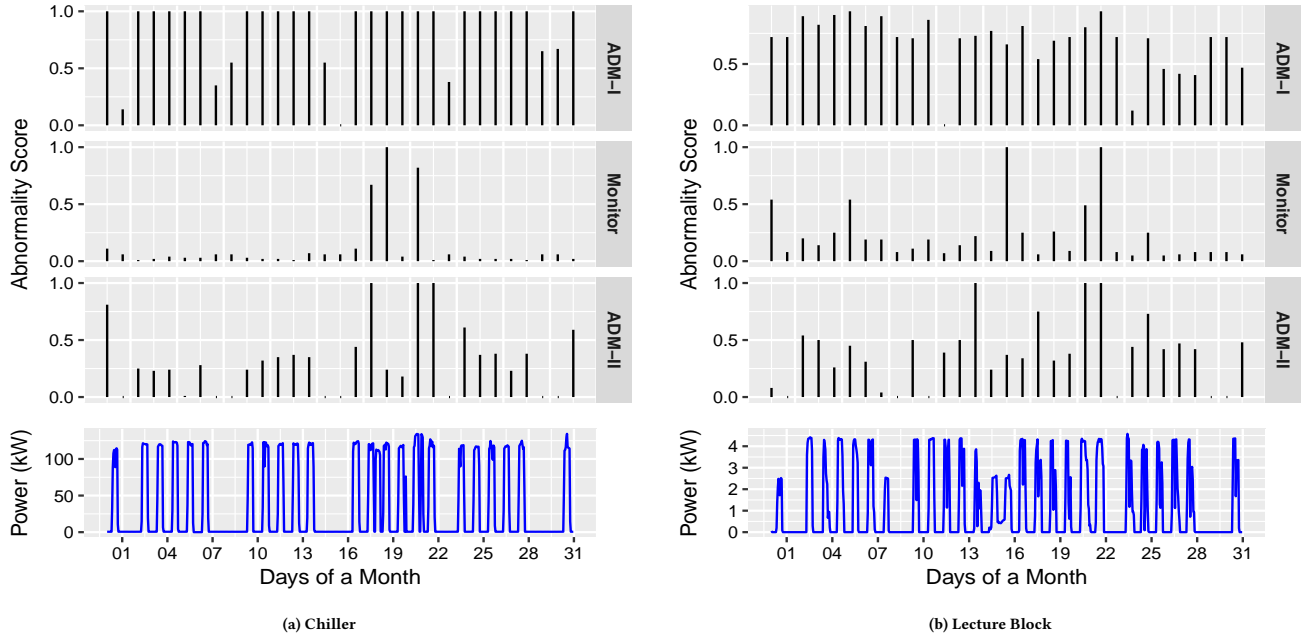 Abnormality Score
1.0
0.5
0.0
ADM−I
1.0
0.5
0.0
Monitor
1.0
0.5
0.0
ADM−II
Power (kW)
100
50
0
01 04 07 10 13 16 19 22 25 28 31
Days of a Month
(a) Chiller
Abnormality Score
0.5
0.0
ADM−I
1.0
0.5
0.0
Monitor
1.0
0.5
0.0
ADM−II
Power (kW)
4
3
2
1
0
01 04 07 10 13 16 19 22 25 28 31
Days of a Month
(b) Lecture Block